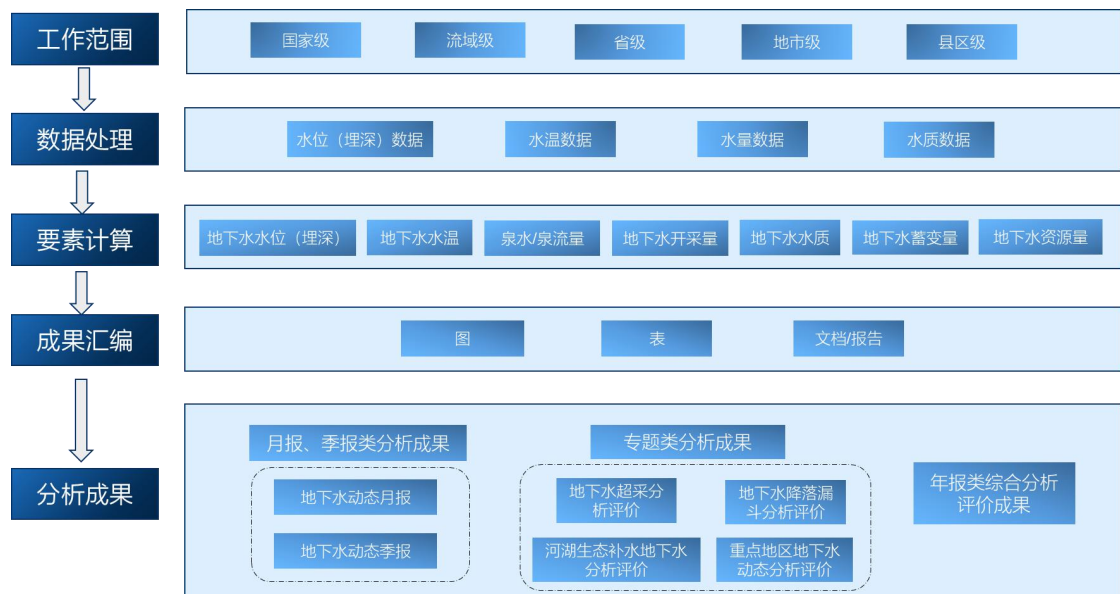 工作范围
国家级
流域级
省级
地市级
县区级
数据处理
水位（埋深）数据
水温数据
水量数据
水质数据
要素计算
地下水水位（埋深）
地下水水温
泉水/泉流量
地下水开采量
地下水水质
地下水蓄变量
地下水资源量
成果汇编
图
表
文档/报告
分析成果
月报、季报类分析成果
地下水动态月报
地下水动态季报
专题类分析成果
地下水超采分
析评价
地下水降落漏
斗分析评价
河湖生态补水地下水
分析评价
重点地区地下水
动态分析评价
年报类综合分析
评价成果